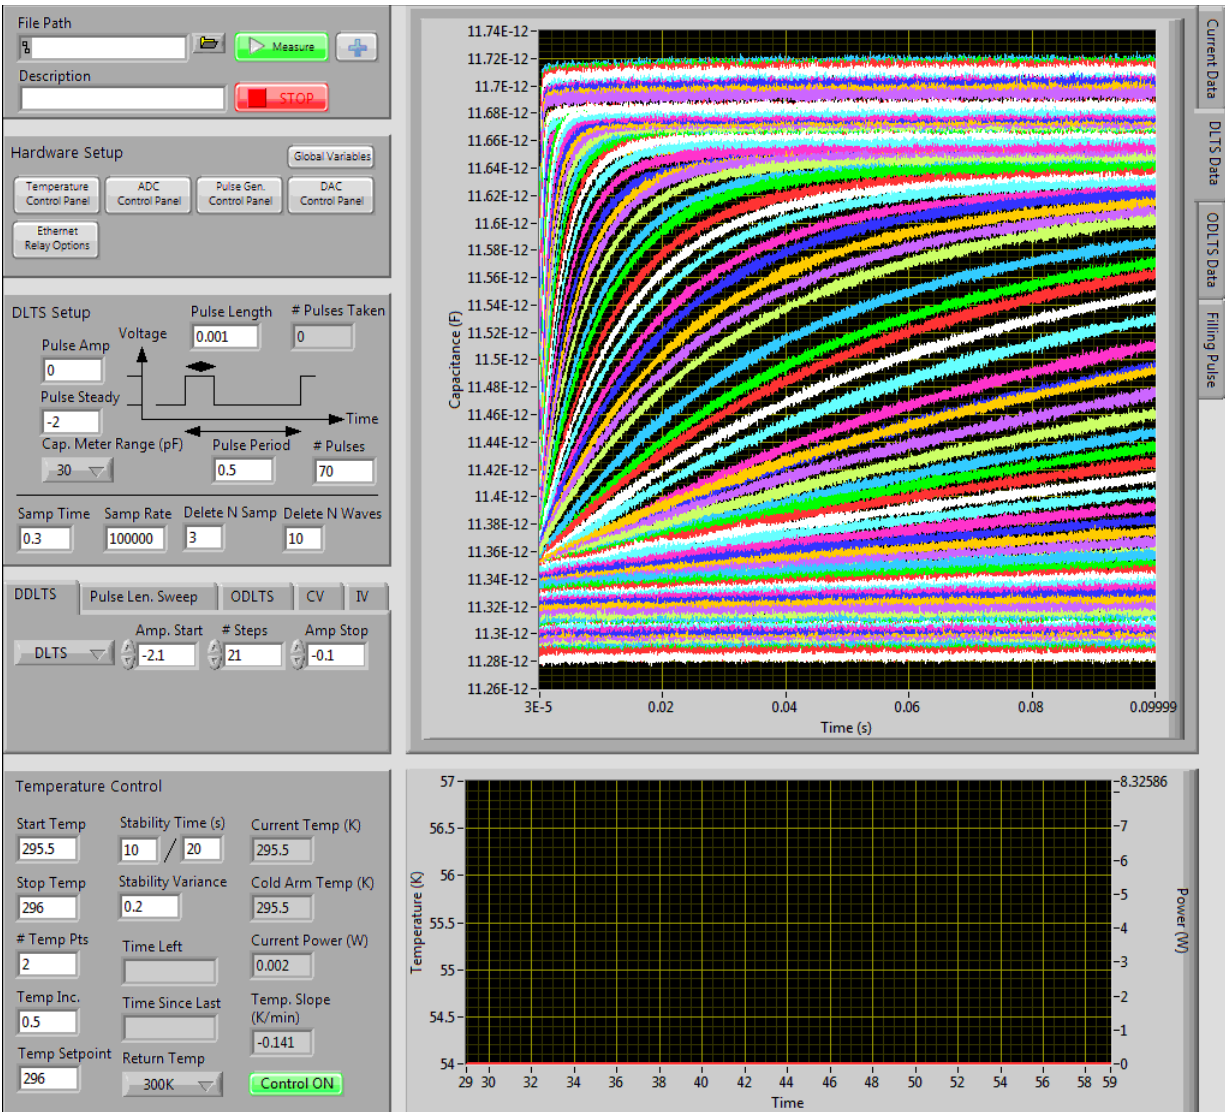 File Path
Measure
Description
STOP
Hardware Setup
Global Variables
Temperature Control Panel
ADC Control Panel
Pulse Gen. Control Panel
DAC Control Panel
Ethernet Relay Options
DLTS Setup
Pulse Length
# Pulses Taken
Voltage
0.001
0
Pulse Amp
0
Pulse Steady
-2
Time
Cap. Meter Range (pF)
Pulse Period
# Pulses
30
0.5
70
Samp Time
Samp Rate
Delete N Samp
Delete N Waves
0.3
100000
3
10
DDLTS
Pulse Len. Sweep
ODLTS
CV
IV
Amp. Start
# Steps
Amp Stop
DLTS
-2.1
21
-0.1
Temperature Control
Start Temp
Stability Time (s)
Current Temp (K)
295.5
10 / 20
295.5
Stop Temp
Stability Variance
Cold Arm Temp (K)
296
0.2
295.5
# Temp Pts
Time Left
Current Power (W)
2
0.002
Temp Inc.
Time Since Last
Temp. Slope (K/min)
0.5
-0.141
Temp Setpoint
Return Temp
296
300K
Control ON
Capacitance (F)
11.74E-12
11.72E-12
11.7E-12
11.68E-12
11.66E-12
11.64E-12
11.62E-12
11.6E-12
11.58E-12
11.56E-12
11.54E-12
11.52E-12
11.5E-12
11.48E-12
11.46E-12
11.44E-12
11.42E-12
11.4E-12
11.38E-12
11.36E-12
11.34E-12
11.32E-12
11.3E-12
11.28E-12
11.26E-12
3E-5 0.02 0.04 0.06 0.08 0.09999
Time (s)
Current Data
DLTS Data
ODLTS Data
Filling Pulse
Temperature (K)
57
56.5
56
55.5
55
54.5
54
29 30 32 34 36 38 40 42 44 46 48 50 52 54 56 58 59
Time
8.32586
7
6
5
4
3
2
1
0
Power (W)